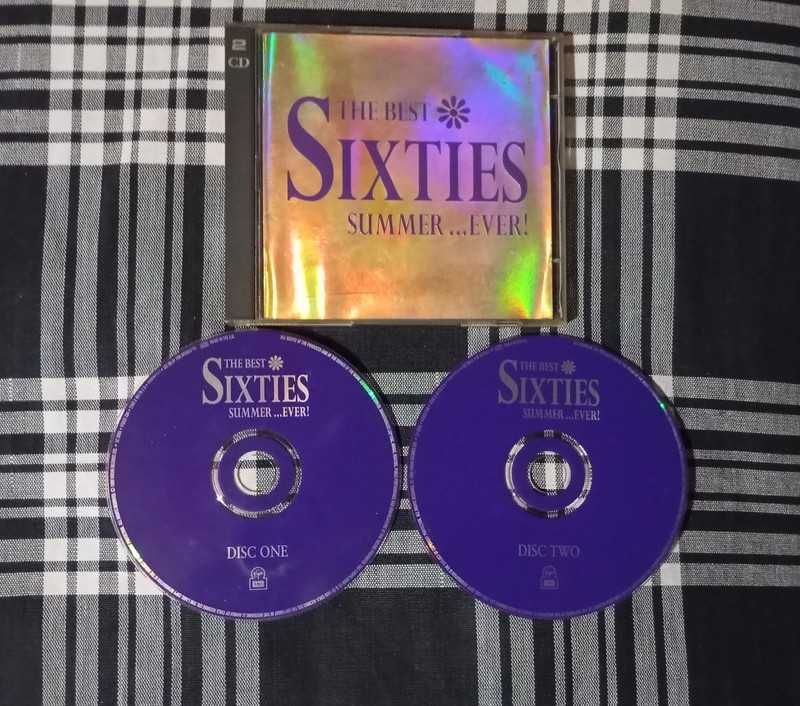 2
CD
THE BEST
SIXTIES
SUMMER ...EVER!
THE BEST
SIXTIES
SUMMER ...EVER!
DISC ONE
THE BEST
SIXTIES
SUMMER ...EVER!
DISC TWO